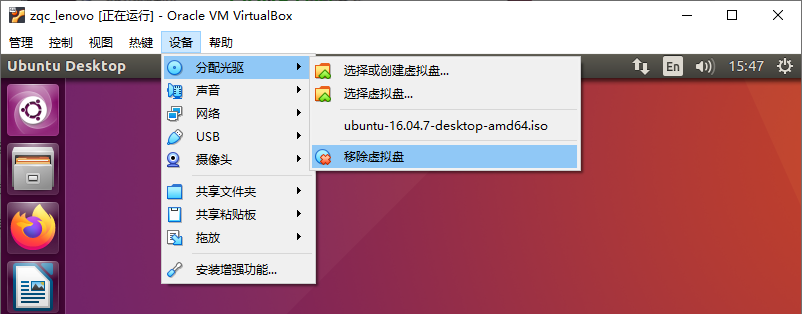 zqc_lenovo [正在运行] - Oracle VM VirtualBox
管理 控制 视图 热键 设备 帮助
Ubuntu Desktop En 15:47
分配光驱
声音
网络
USB
摄像头
共享文件夹
共享粘贴板
拖放
安装增强功能...
选择或创建虚拟盘...
选择虚拟盘...
ubuntu-16.04.7-desktop-amd64.iso
移除虚拟盘